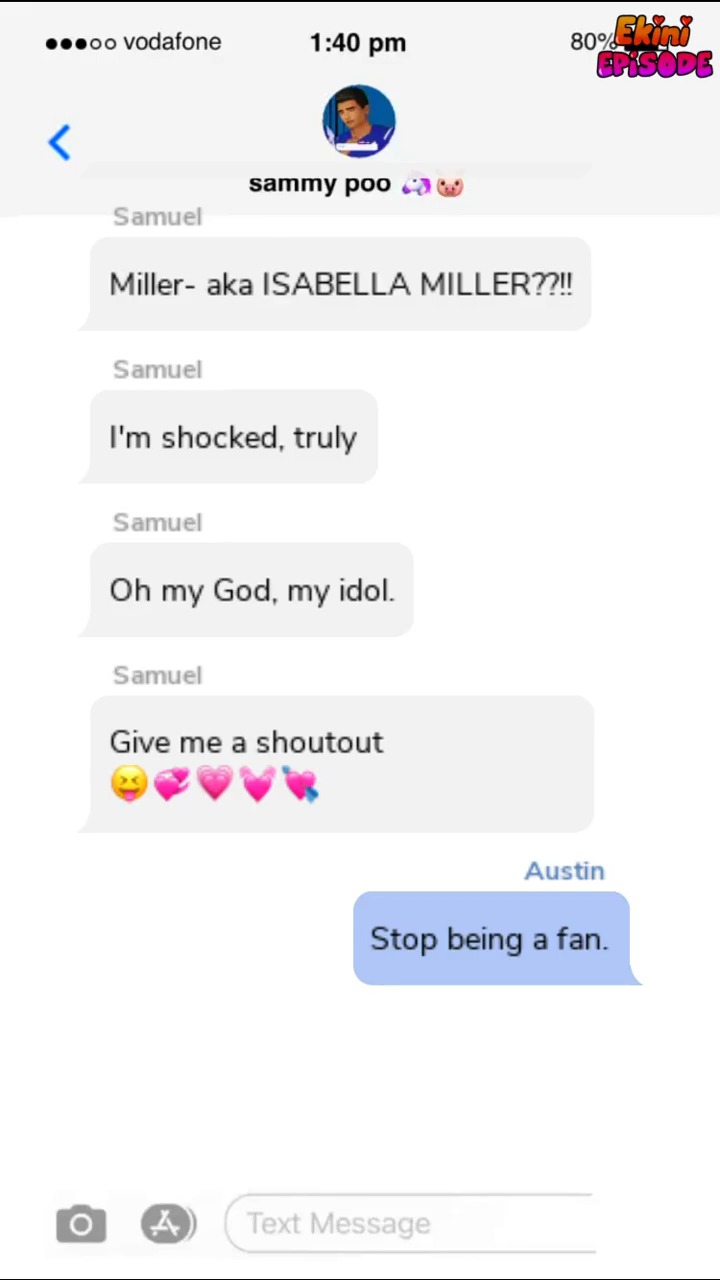 ●●●○○ vodafone 1:40 pm 80%
Ekini
EPiSODE
sammy poo 🦄🐷
Samuel
Miller- aka ISABELLA MILLER??!!
Samuel
I'm shocked, truly
Samuel
Oh my God, my idol.
Samuel
Give me a shoutout
😝💞💗💓💘
Austin
Stop being a fan.
Text Message